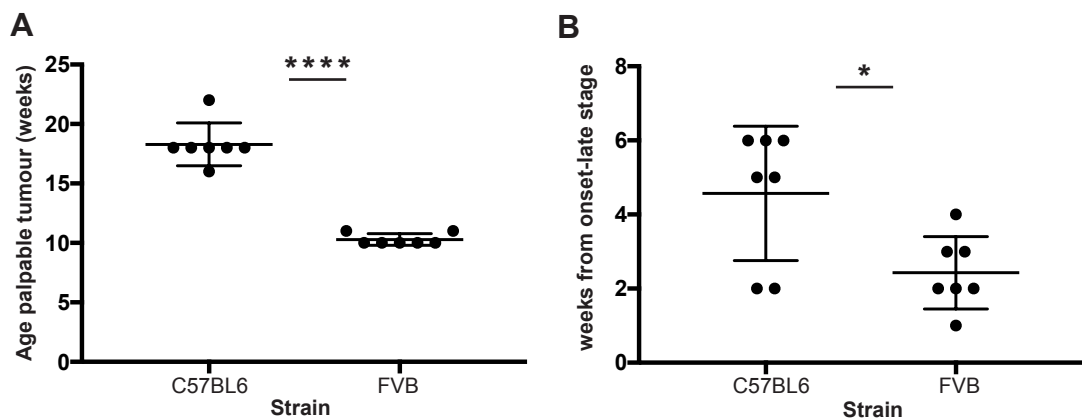 A
Age palpable tumour (weeks)
25
20
15
10
5
0
****
C57BL6
FVB
Strain
B
weeks from onset-late stage
8
6
4
2
0
*
C57BL6
FVB
Strain